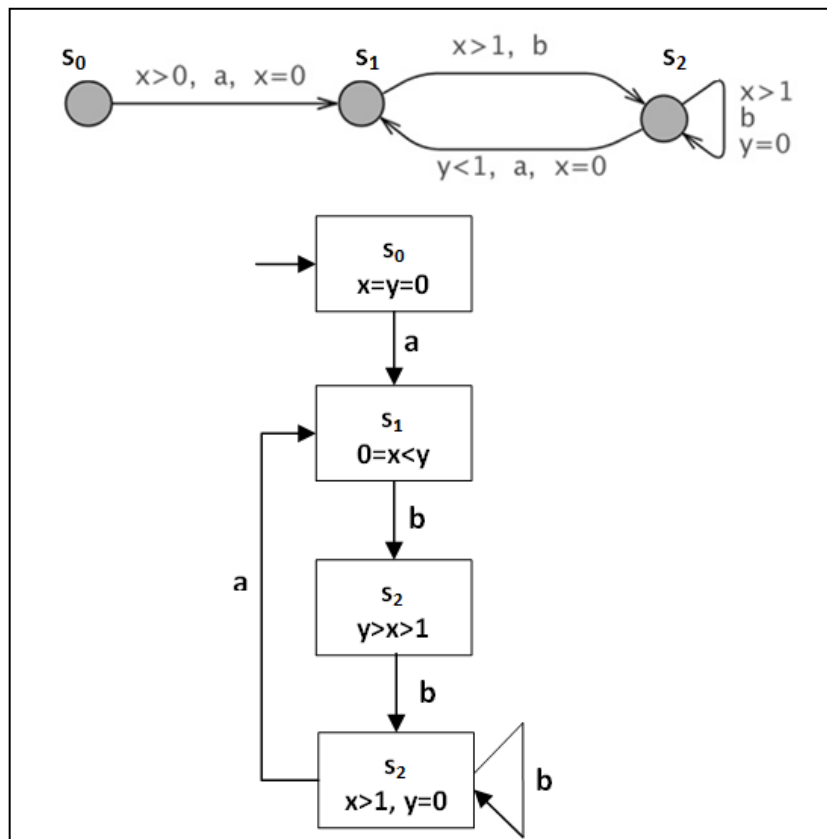 s₀
x>0, a, x=0
s₁
x>1, b
s₂
x>1
b
y=0
y<1, a, x=0
s₀
x=y=0
a
s₁
0=x<y
b
a
s₂
y>x>1
b
s₂
x>1, y=0
b